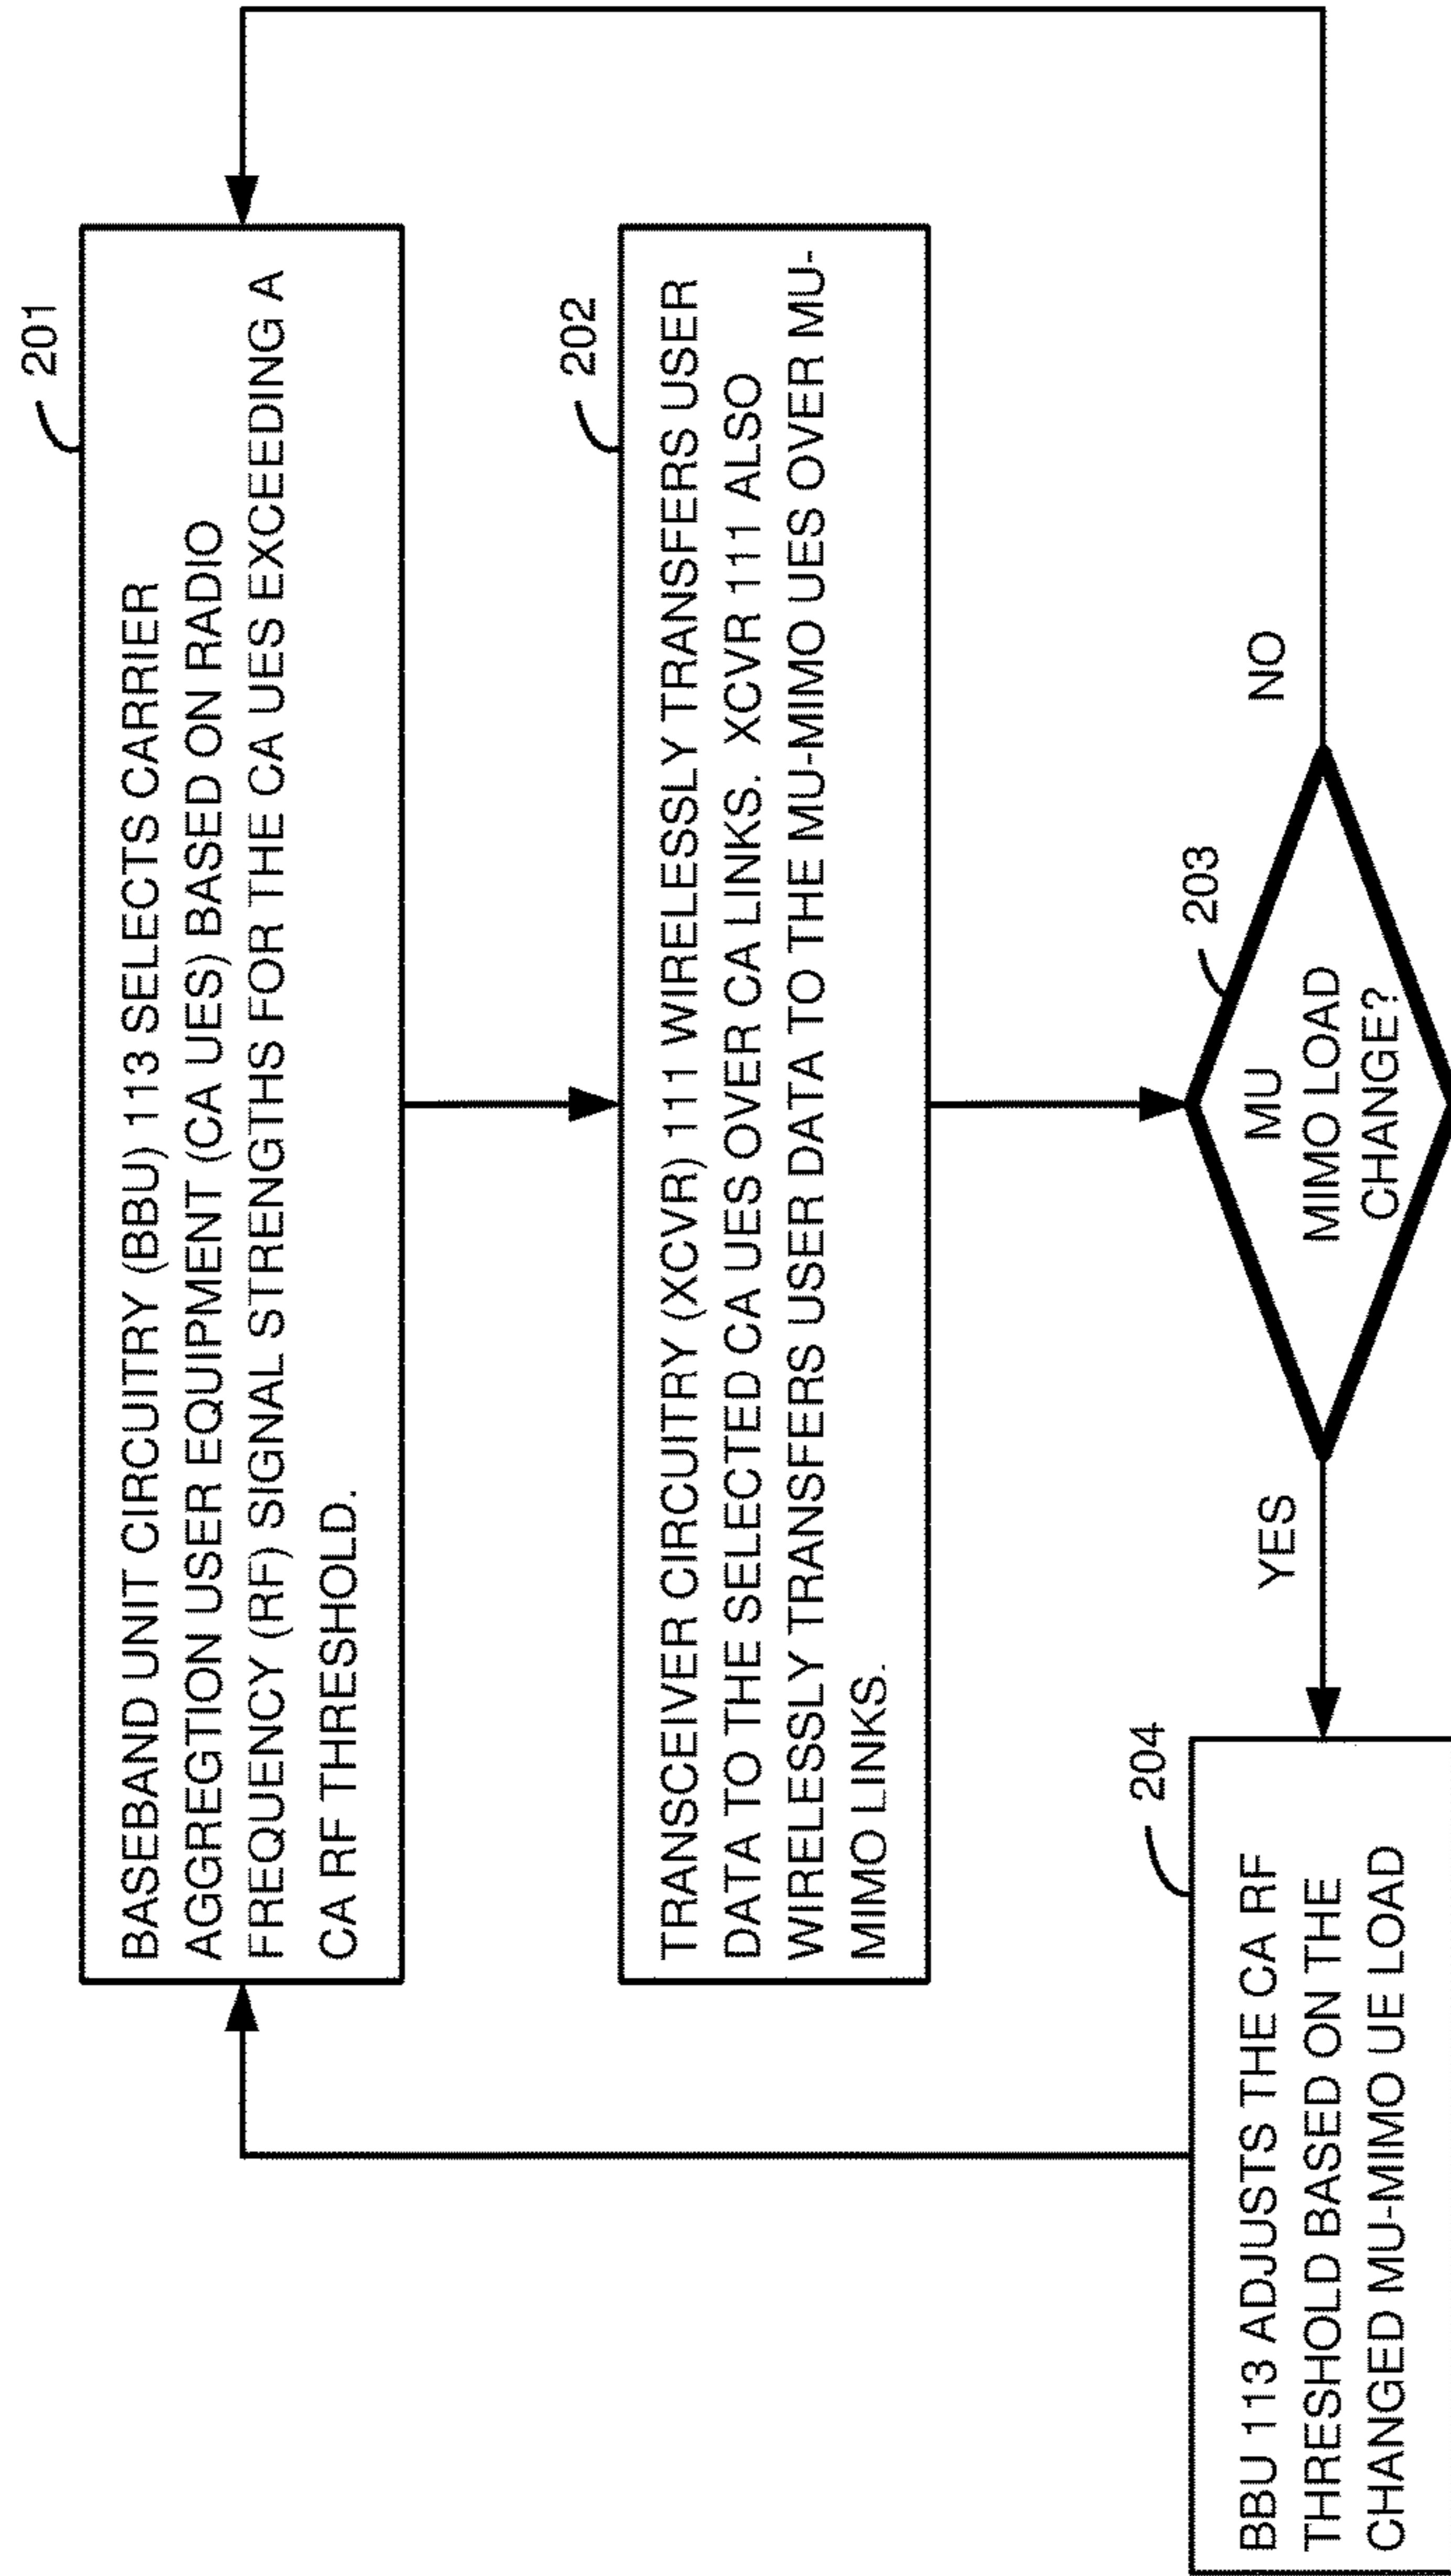 201
BASEBAND UNIT CIRCUITRY (BBU) 113 SELECTS CARRIER
AGGREGTION USER EQUIPMENT (CA UES) BASED ON RADIO
FREQUENCY (RF) SIGNAL STRENGTHS FOR THE CA UES EXCEEDING A
CA RF THRESHOLD.
202
TRANSCEIVER CIRCUITRY (XCVR) 111 WIRELESSLY TRANSFERS USER
DATA TO THE SELECTED CA UES OVER CA LINKS. XCVR 111 ALSO
WIRELESSLY TRANSFERS USER DATA TO THE MU-MIMO UES OVER MU-
MIMO LINKS.
203
MU
MIMO LOAD
CHANGE?
YES
NO
204
BBU 113 ADJUSTS THE CA RF
THRESHOLD BASED ON THE
CHANGED MU-MIMO UE LOAD